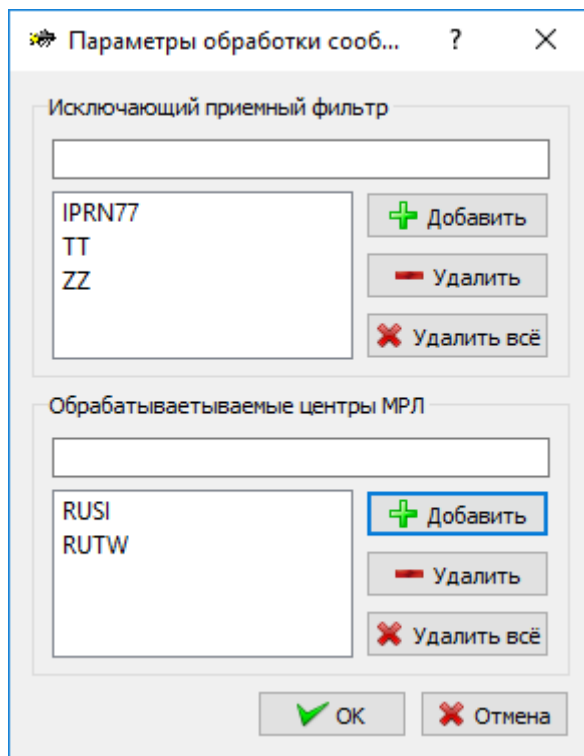 Параметры обработки сооб... ?
Исключающий приемный фильтр
IPRN77
TT
ZZ
Добавить
Удалить
Удалить всё
Обрабатываетываемые центры МРЛ
RUSI
RUTW
Добавить
Удалить
Удалить всё
OK
Отмена